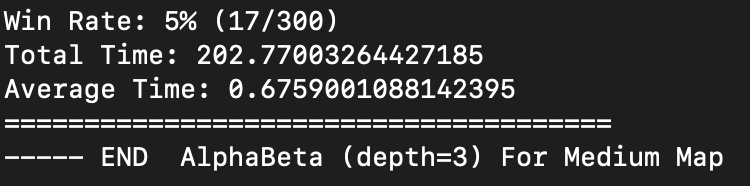 Win Rate: 5% (17/300)
Total Time: 202.77003264427185
Average Time: 0.6759001088142395
======================================
----- END  AlphaBeta (depth=3) For Medium Map